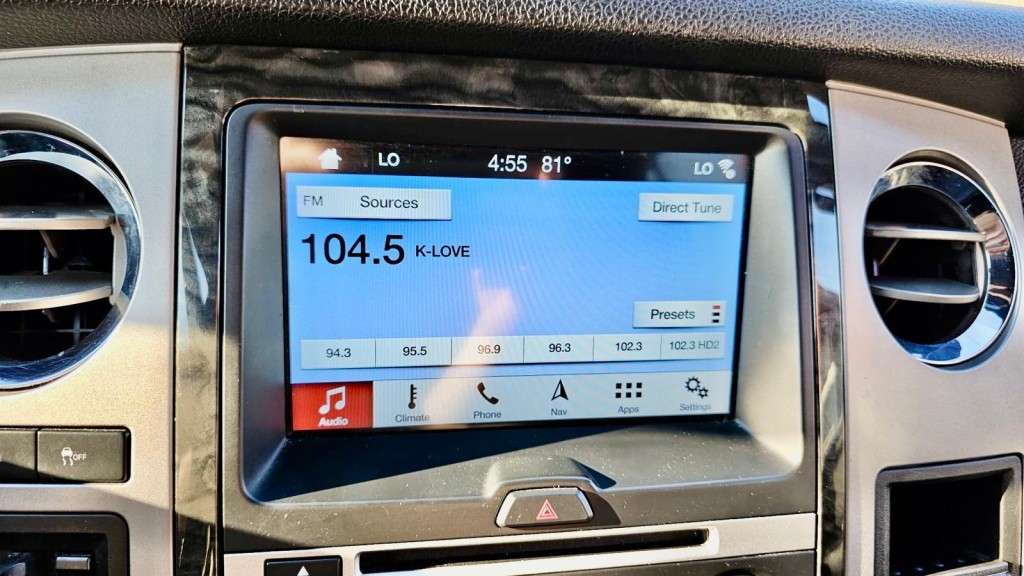 LO 4:55 81° LO
FM Sources Direct Tune
104.5 K-LOVE
Presets
94.3 95.5 96.9 96.3 102.3 102.3 HD2
Audio Climate Phone Nav Apps Settings
OFF